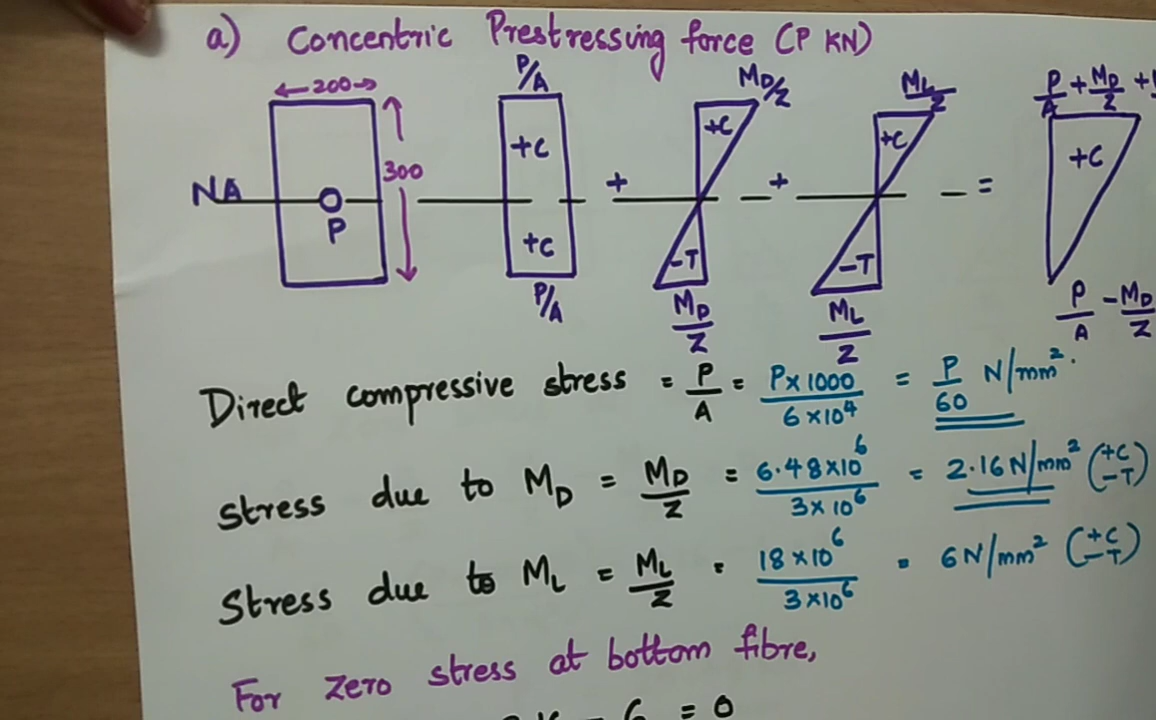 a) Concentric Prestressing force (P KN)
P/A MD/Z ML/Z P/A + MD/Z +
200
+C +C +C +C
300
NA + + =
P
+C -T -T
P/A MD/Z ML/Z P/A - MD/Z
Direct compressive stress = P/A = P×1000/6×10⁴ = P/60 N/mm².
stress due to MD = MD/Z = 6.48×10⁶/3×10⁶ = 2.16 N/mm² (+C -T)
Stress due to ML = ML/Z = 18×10⁶/3×10⁶ = 6N/mm² (+C -T)
For zero stress at bottom fibre,
- 6 = 0